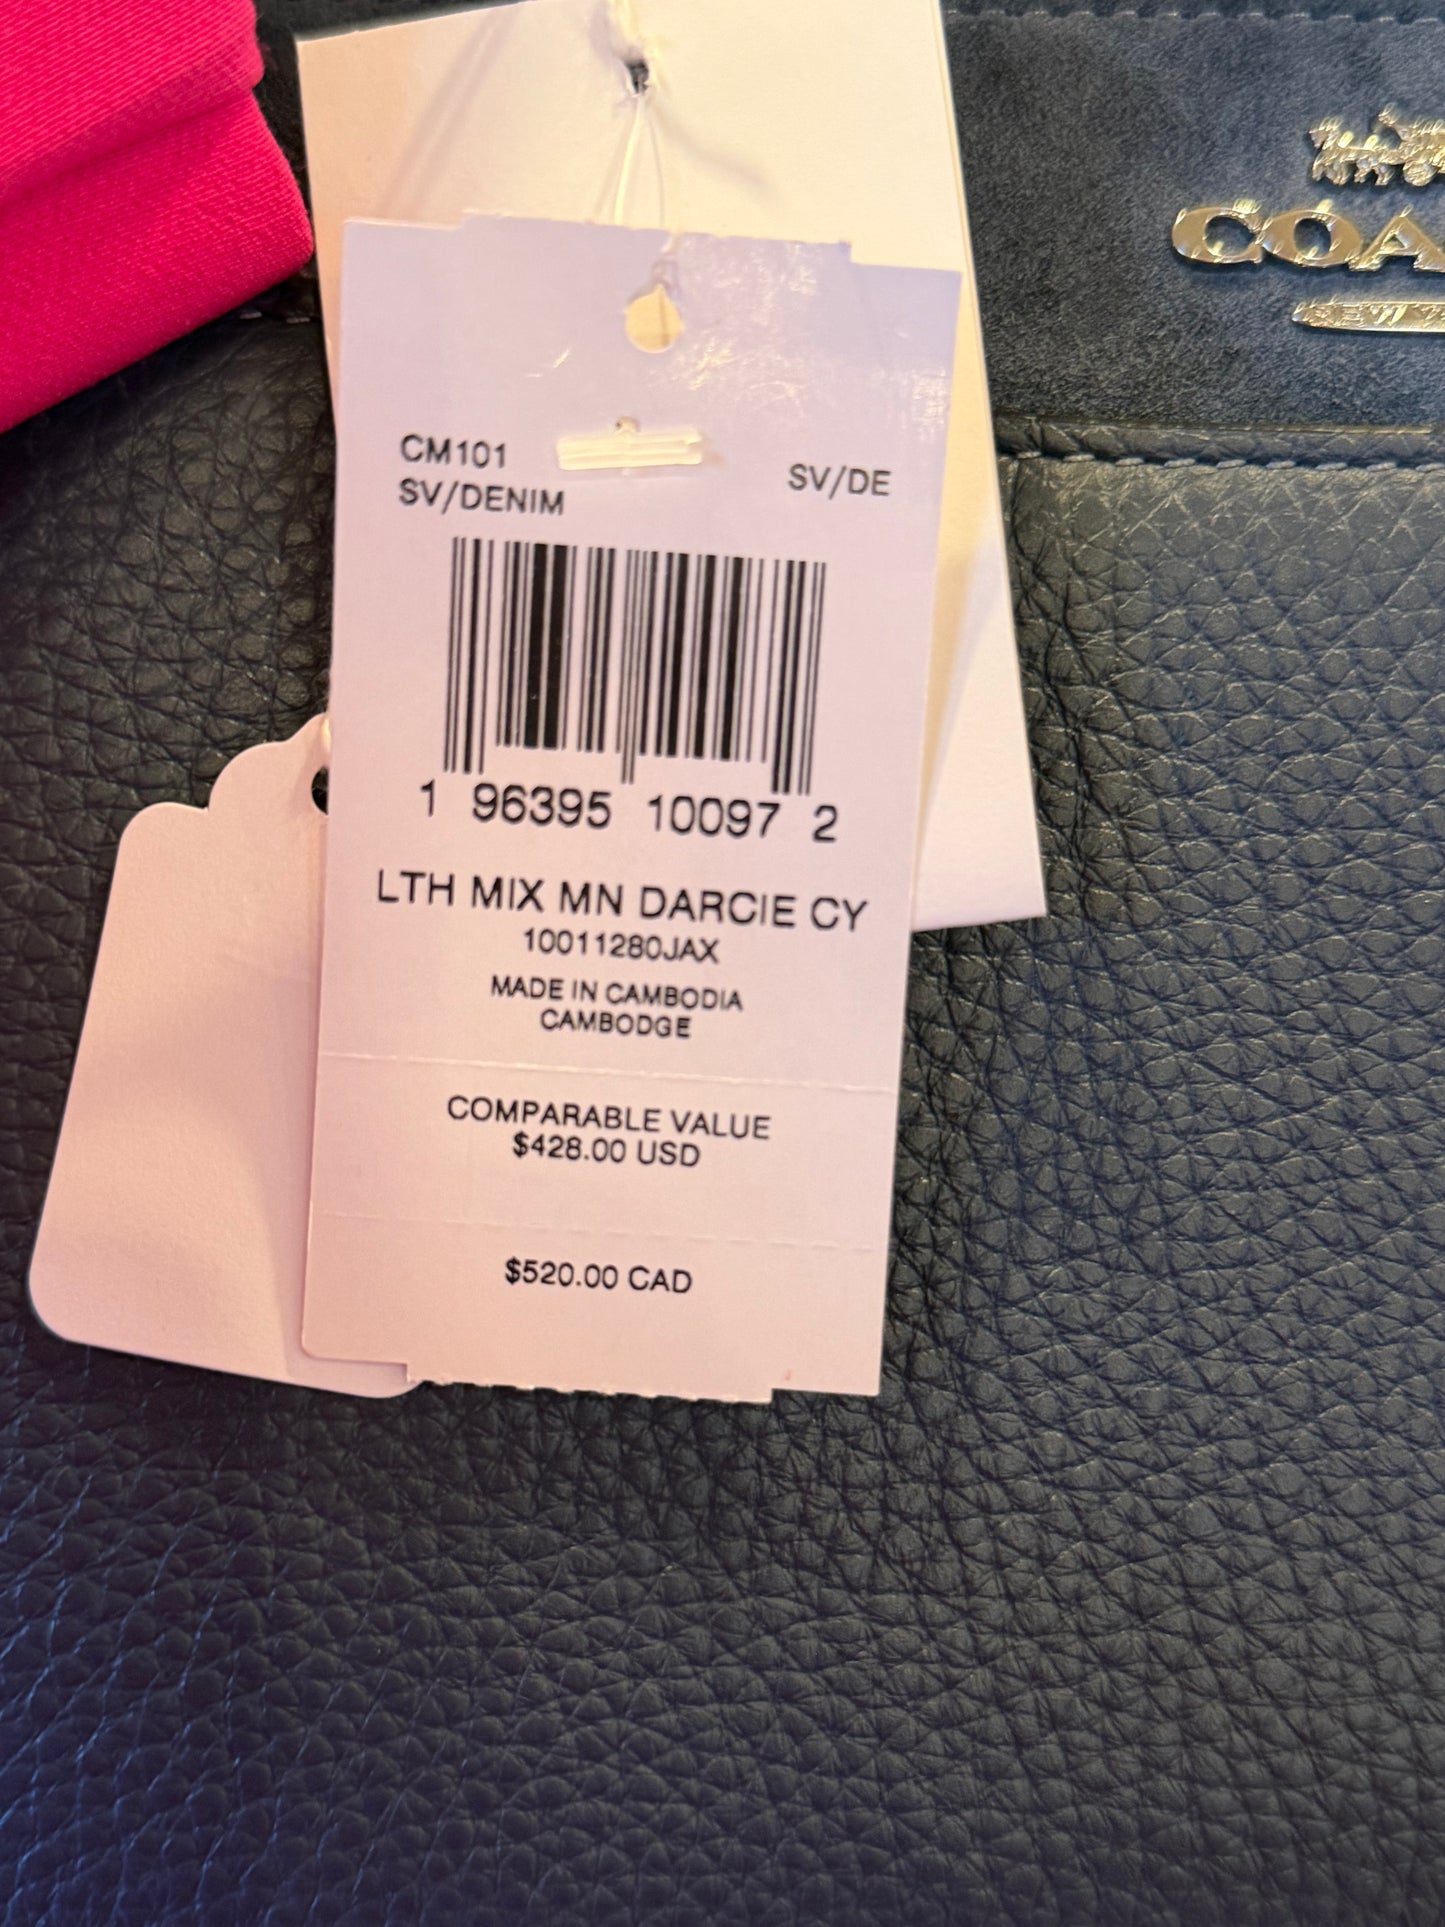 COA
NEW Y
CM101
SV/DENIM
SV/DE
1 96395 10097 2
LTH MIX MN DARCIE CY
10011280JAX
MADE IN CAMBODIA
CAMBODGE
COMPARABLE VALUE
$428.00 USD
$520.00 CAD